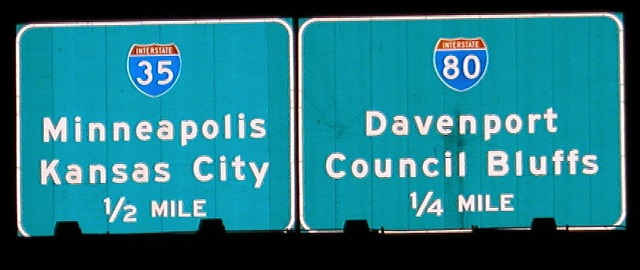 INTERSTATE
35
Minneapolis
Kansas City
½ MILE
INTERSTATE
80
Davenport
Council Bluffs
¼ MILE